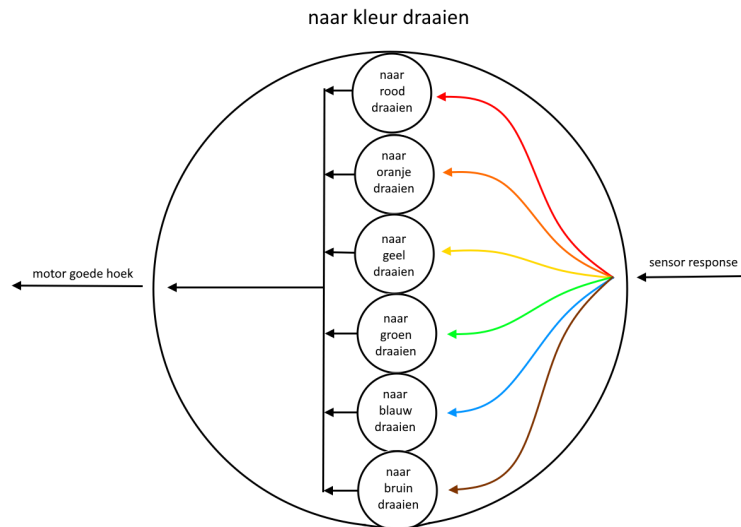 naar kleur draaien
naar
rood
draaien
naar
oranje
draaien
naar
geel
draaien
sensor response
motor goede hoek
naar
groen
draaien
naar
blauw
draaien
naar
bruin
draaien